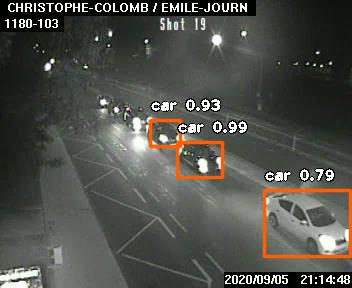 CHRISTOPHE-COLOMB / EMILE-JOURN
Shot 19
1180-103
car 0.93
car 0.99
car 0.79
2020/09/05 21:14:48